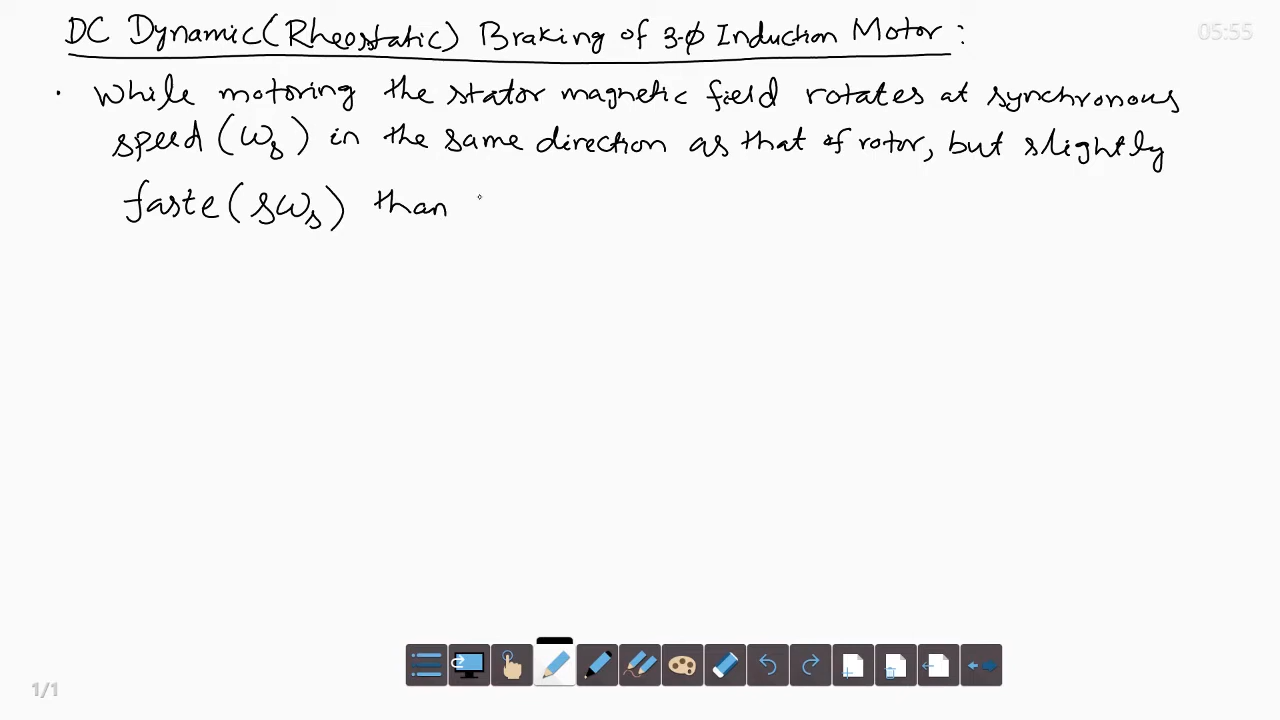 05:55
DC Dynamic (Rheostatic) Braking of 3-ϕ Induction Motor :
· While motoring the stator magnetic field rotates at synchronous
speed (ωs) in the same direction as that of rotor, but slightly
faste (sωs) than
1/1